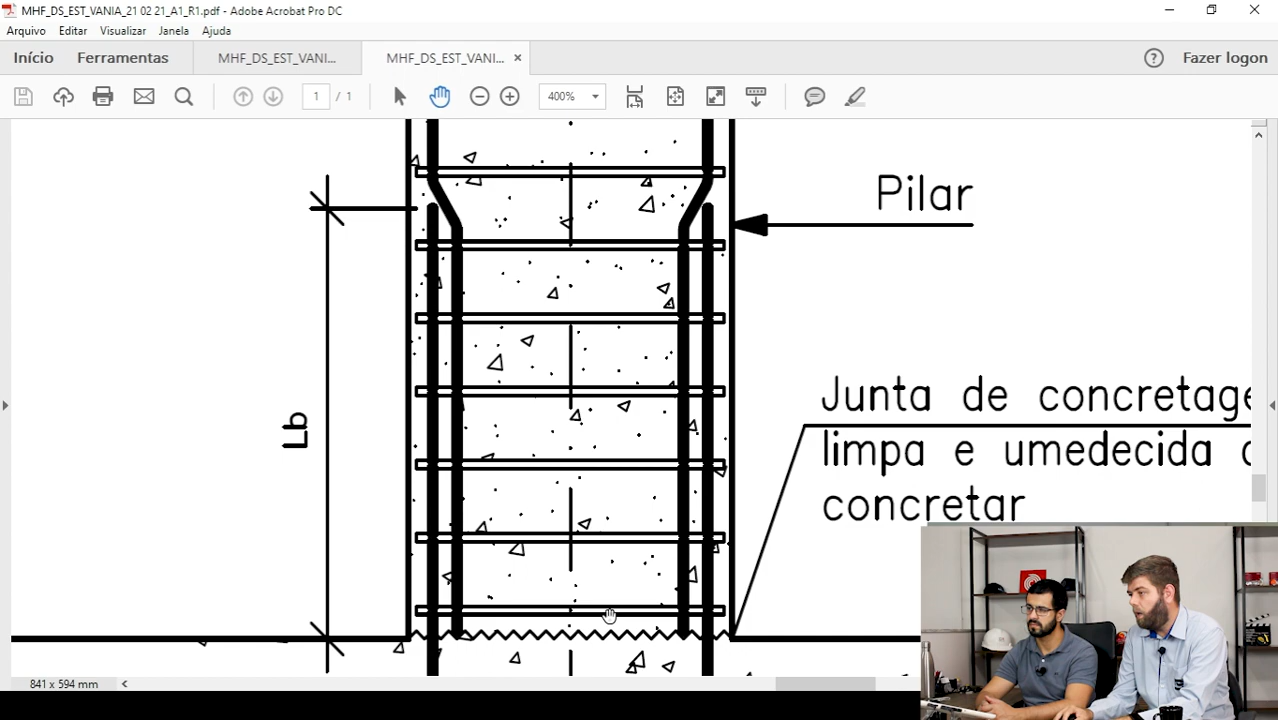 MHF_DS_EST_VANIA_21 02 21_A1_R1.pdf - Adobe Acrobat Pro DC
Arquivo Editar Visualizar Janela Ajuda
Início Ferramentas MHF_DS_EST_VANI... MHF_DS_EST_VANI... × ? Fazer logon
1 / 1 400%
Pilar
Lb
Junta de concretage
limpa e umedecida
concretar
841 x 594 mm